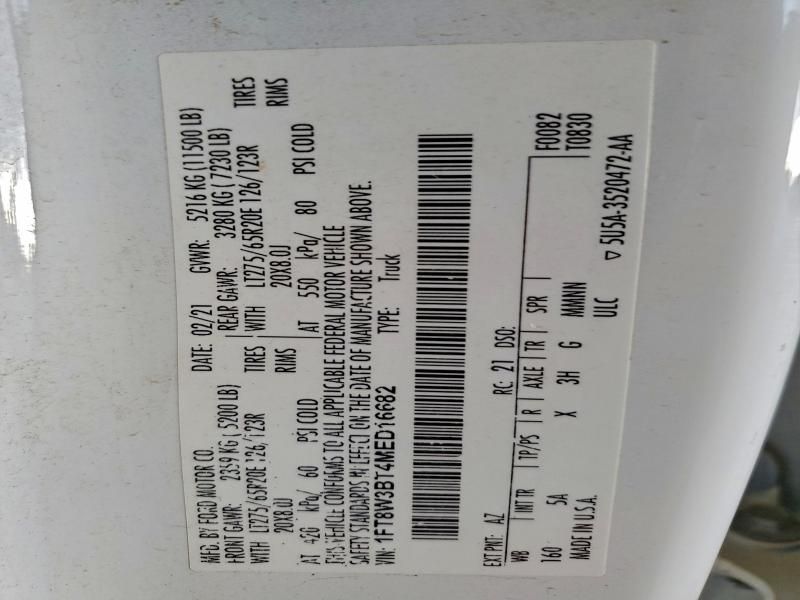 MFG. BY FORD MOTOR CO. DATE: 02/21 GVWR: 5216 KG (11500 LB)
FRONT GAWR: 2359 KG (5200 LB) REAR GAWR: 3280 KG (7230 LB)
WITH LT275/65R20E 126/123R TIRES WITH LT275/65R20E 126/123R TIRES
20X8.0J RIMS 20X8.0J RIMS
AT 420 kPa/ 60 PSI COLD AT 550 kPa/ 80 PSI COLD
THIS VEHICLE CONFORMS TO ALL APPLICABLE FEDERAL MOTOR VEHICLE
SAFETY STANDARDS IN EFFECT ON THE DATE OF MANUFACTURE SHOWN ABOVE.
VIN: 1FT8W3BT4MED16682 TYPE: Truck
F0082
EXT PNT: AZ RC: 21 DSO: T0830
WB INT TR TP/PS R AXLE TR SPR
160 5A X 3H G MMNNN
MADE IN U.S.A. ULC
▽ 5U5A-3520472-AA